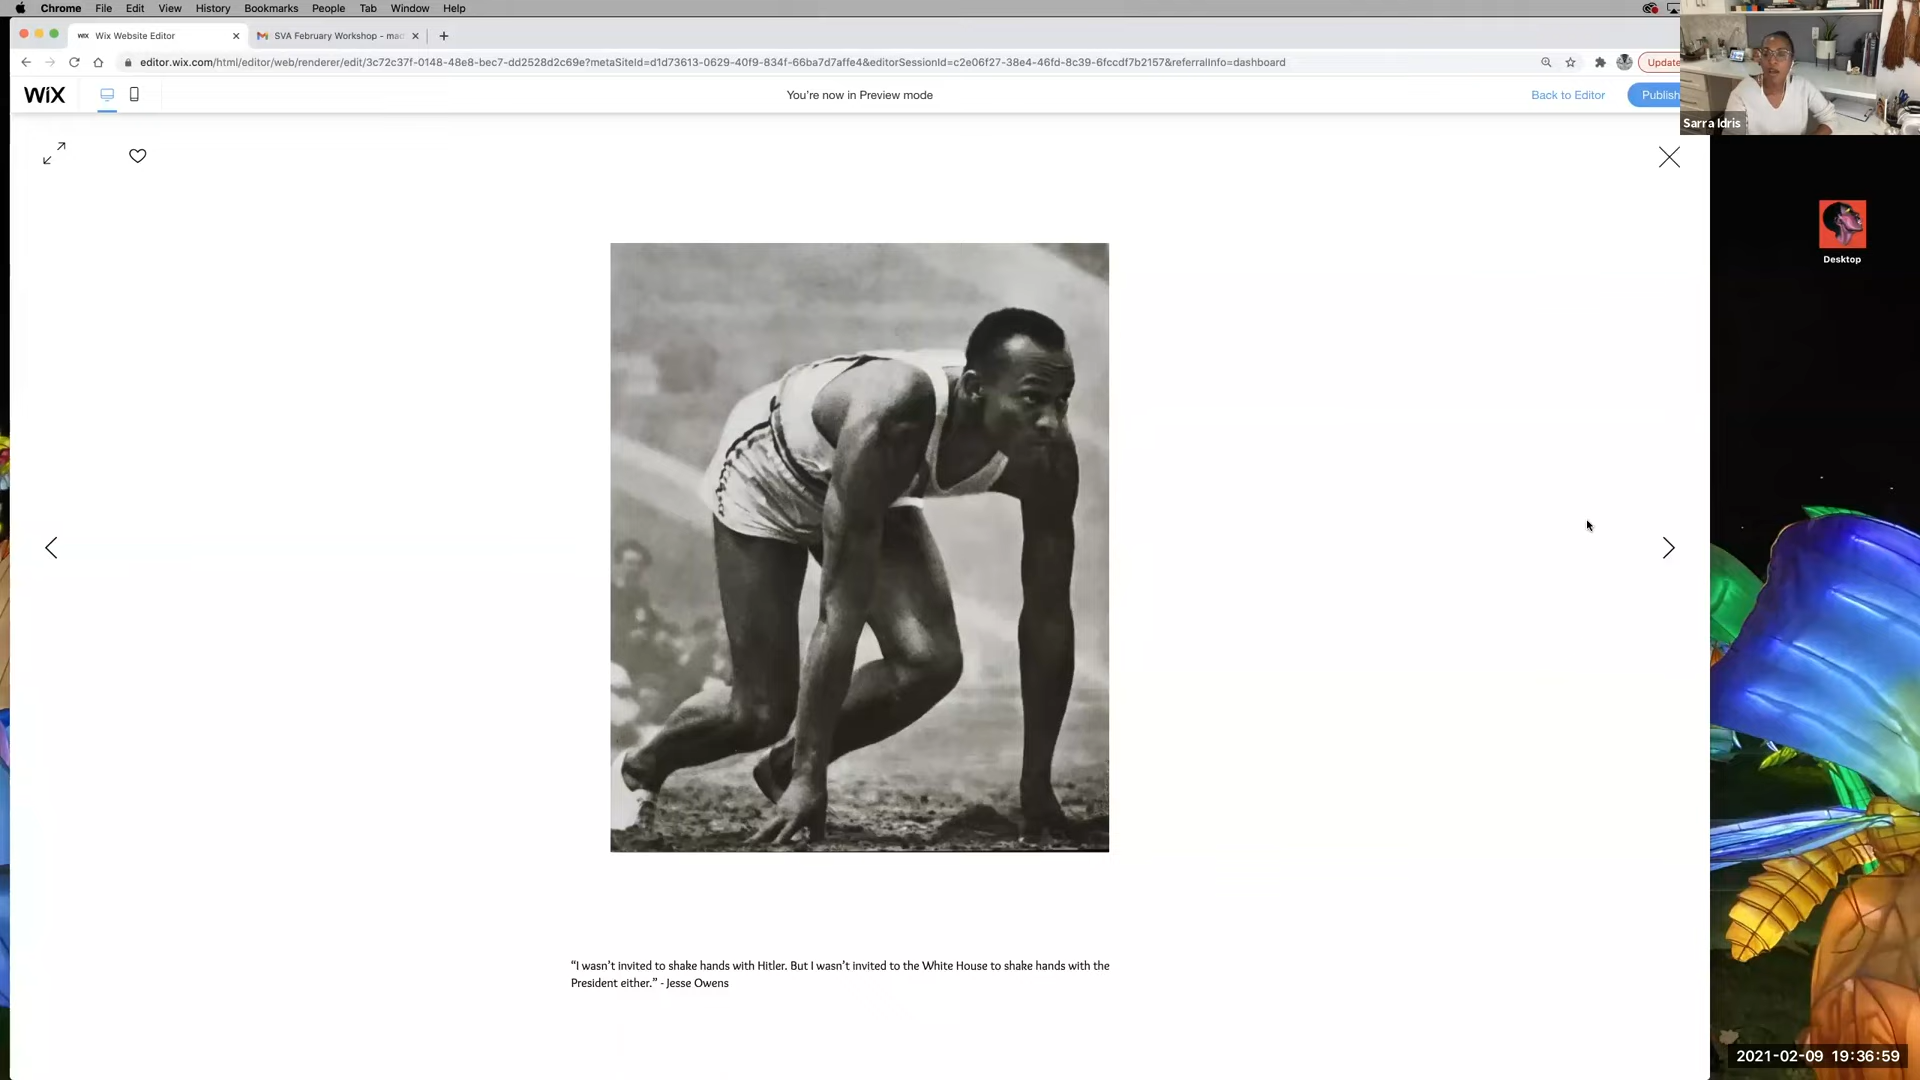 Chrome File Edit View History Bookmarks People Tab Window Help
Wix Website Editor
SVA February Workshop - mac
editor.wix.com/html/editor/web/renderer/edit/3c72c37f-0148-48e8-bec7-dd2528d2c69e?metaSiteId=d1d73613-0629-40f9-834f-66ba7d7affe4&editorSessionId=c2e06f27-38e4-46fd-8c39-6fccdf7b2157&referralInfo=dashboard
Update
WiX
You're now in Preview mode
Back to Editor
Publish
Sarra Idris
Desktop
“I wasn’t invited to shake hands with Hitler. But I wasn’t invited to the White House to shake hands with the
President either.” - Jesse Owens
2021-02-09 19:36:59